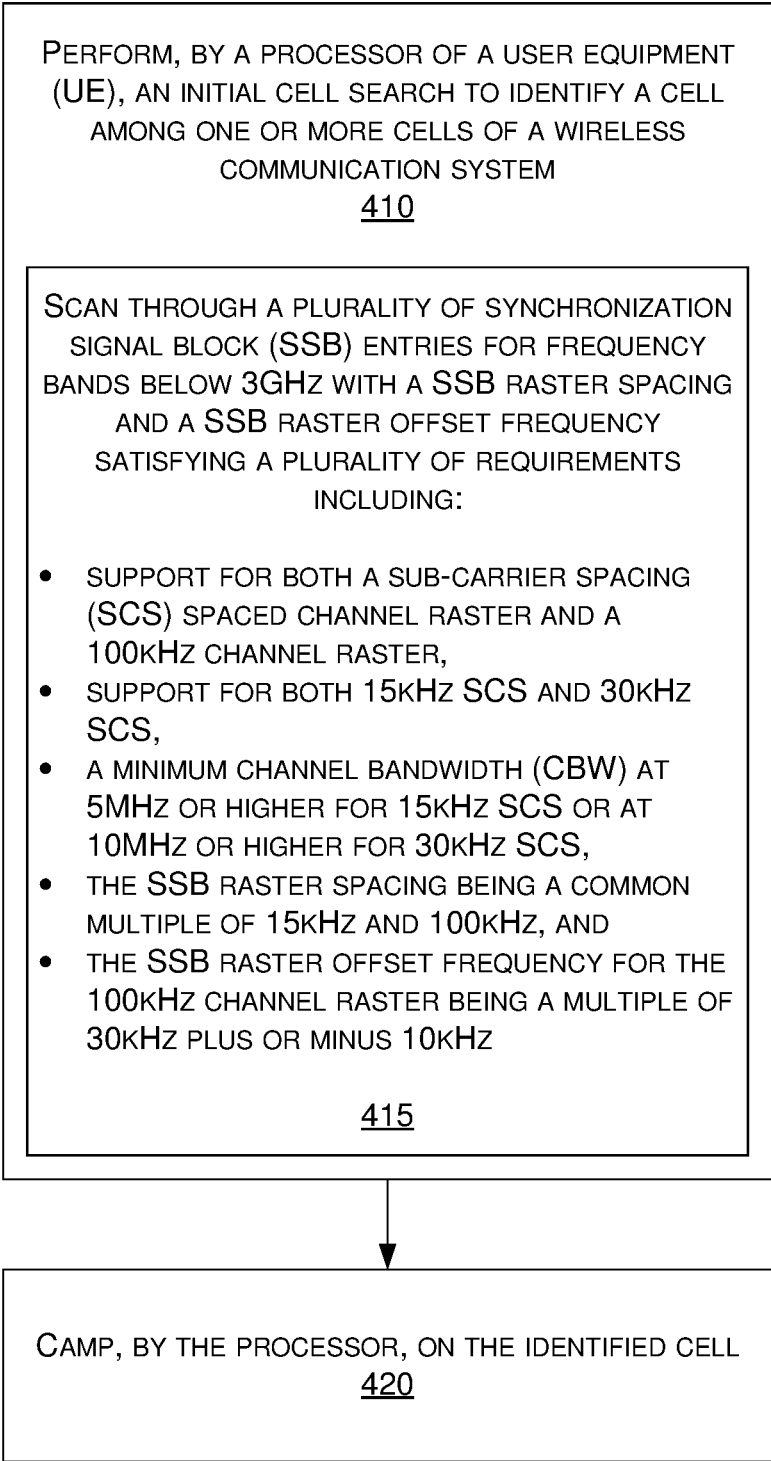 PERFORM, BY A PROCESSOR OF A USER EQUIPMENT
(UE), AN INITIAL CELL SEARCH TO IDENTIFY A CELL
AMONG ONE OR MORE CELLS OF A WIRELESS
COMMUNICATION SYSTEM
410
SCAN THROUGH A PLURALITY OF SYNCHRONIZATION
SIGNAL BLOCK (SSB) ENTRIES FOR FREQUENCY
BANDS BELOW 3GHZ WITH A SSB RASTER SPACING
AND A SSB RASTER OFFSET FREQUENCY
SATISFYING A PLURALITY OF REQUIREMENTS
INCLUDING:
• SUPPORT FOR BOTH A SUB-CARRIER SPACING
(SCS) SPACED CHANNEL RASTER AND A
100KHZ CHANNEL RASTER,
• SUPPORT FOR BOTH 15KHZ SCS AND 30KHZ
SCS,
• A MINIMUM CHANNEL BANDWIDTH (CBW) AT
5MHZ OR HIGHER FOR 15KHZ SCS OR AT
10MHZ OR HIGHER FOR 30KHZ SCS,
• THE SSB RASTER SPACING BEING A COMMON
MULTIPLE OF 15KHZ AND 100KHZ, AND
• THE SSB RASTER OFFSET FREQUENCY FOR THE
100KHZ CHANNEL RASTER BEING A MULTIPLE OF
30KHZ PLUS OR MINUS 10KHZ
415
CAMP, BY THE PROCESSOR, ON THE IDENTIFIED CELL
420